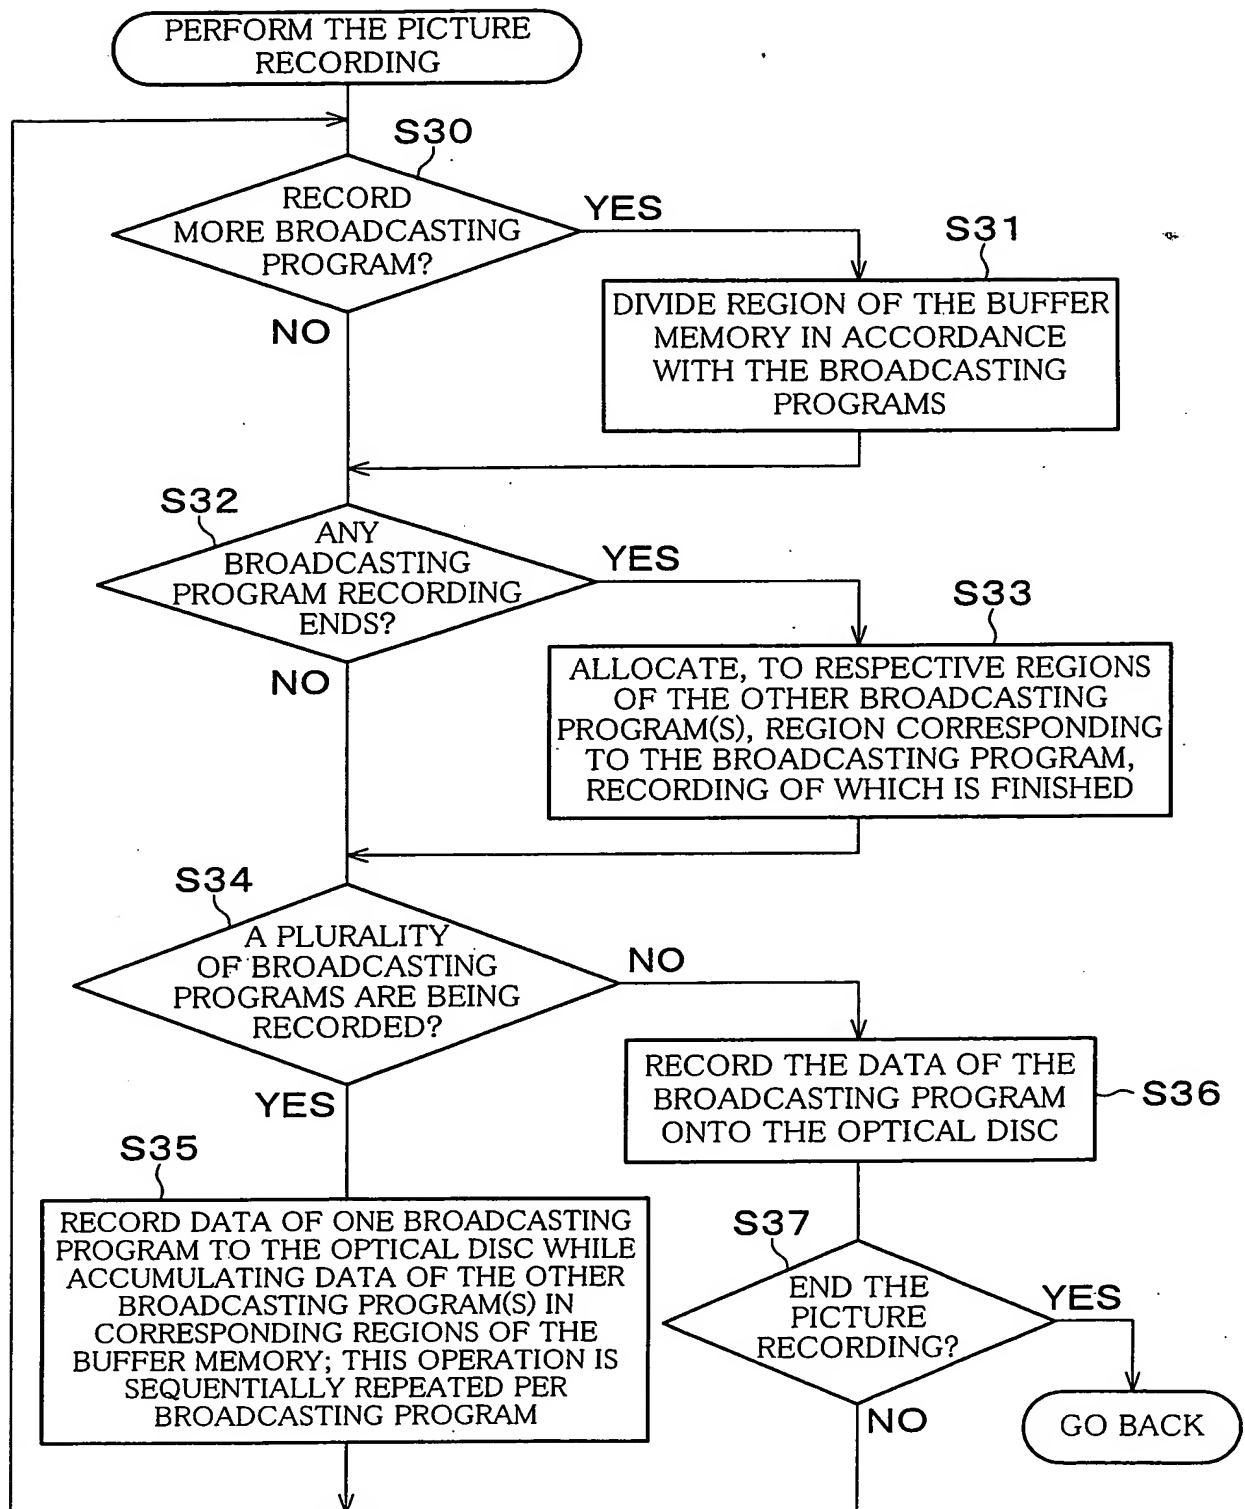 PERFORM THE PICTURE
RECORDING
S30
RECORD
MORE BROADCASTING
PROGRAM?
YES
NO
S31
DIVIDE REGION OF THE BUFFER
MEMORY IN ACCORDANCE
WITH THE BROADCASTING
PROGRAMS
S32
ANY
BROADCASTING
PROGRAM RECORDING
ENDS?
YES
NO
S33
ALLOCATE, TO RESPECTIVE REGIONS
OF THE OTHER BROADCASTING
PROGRAM(S), REGION CORRESPONDING
TO THE BROADCASTING PROGRAM,
RECORDING OF WHICH IS FINISHED
S34
A PLURALITY
OF BROADCASTING
PROGRAMS ARE BEING
RECORDED?
NO
YES
RECORD THE DATA OF THE
BROADCASTING PROGRAM
ONTO THE OPTICAL DISC
S36
S35
RECORD DATA OF ONE BROADCASTING
PROGRAM TO THE OPTICAL DISC WHILE
ACCUMULATING DATA OF THE OTHER
BROADCASTING PROGRAM(S) IN
CORRESPONDING REGIONS OF THE
BUFFER MEMORY; THIS OPERATION IS
SEQUENTIALLY REPEATED PER
BROADCASTING PROGRAM
S37
END THE
PICTURE
RECORDING?
YES
NO
GO BACK